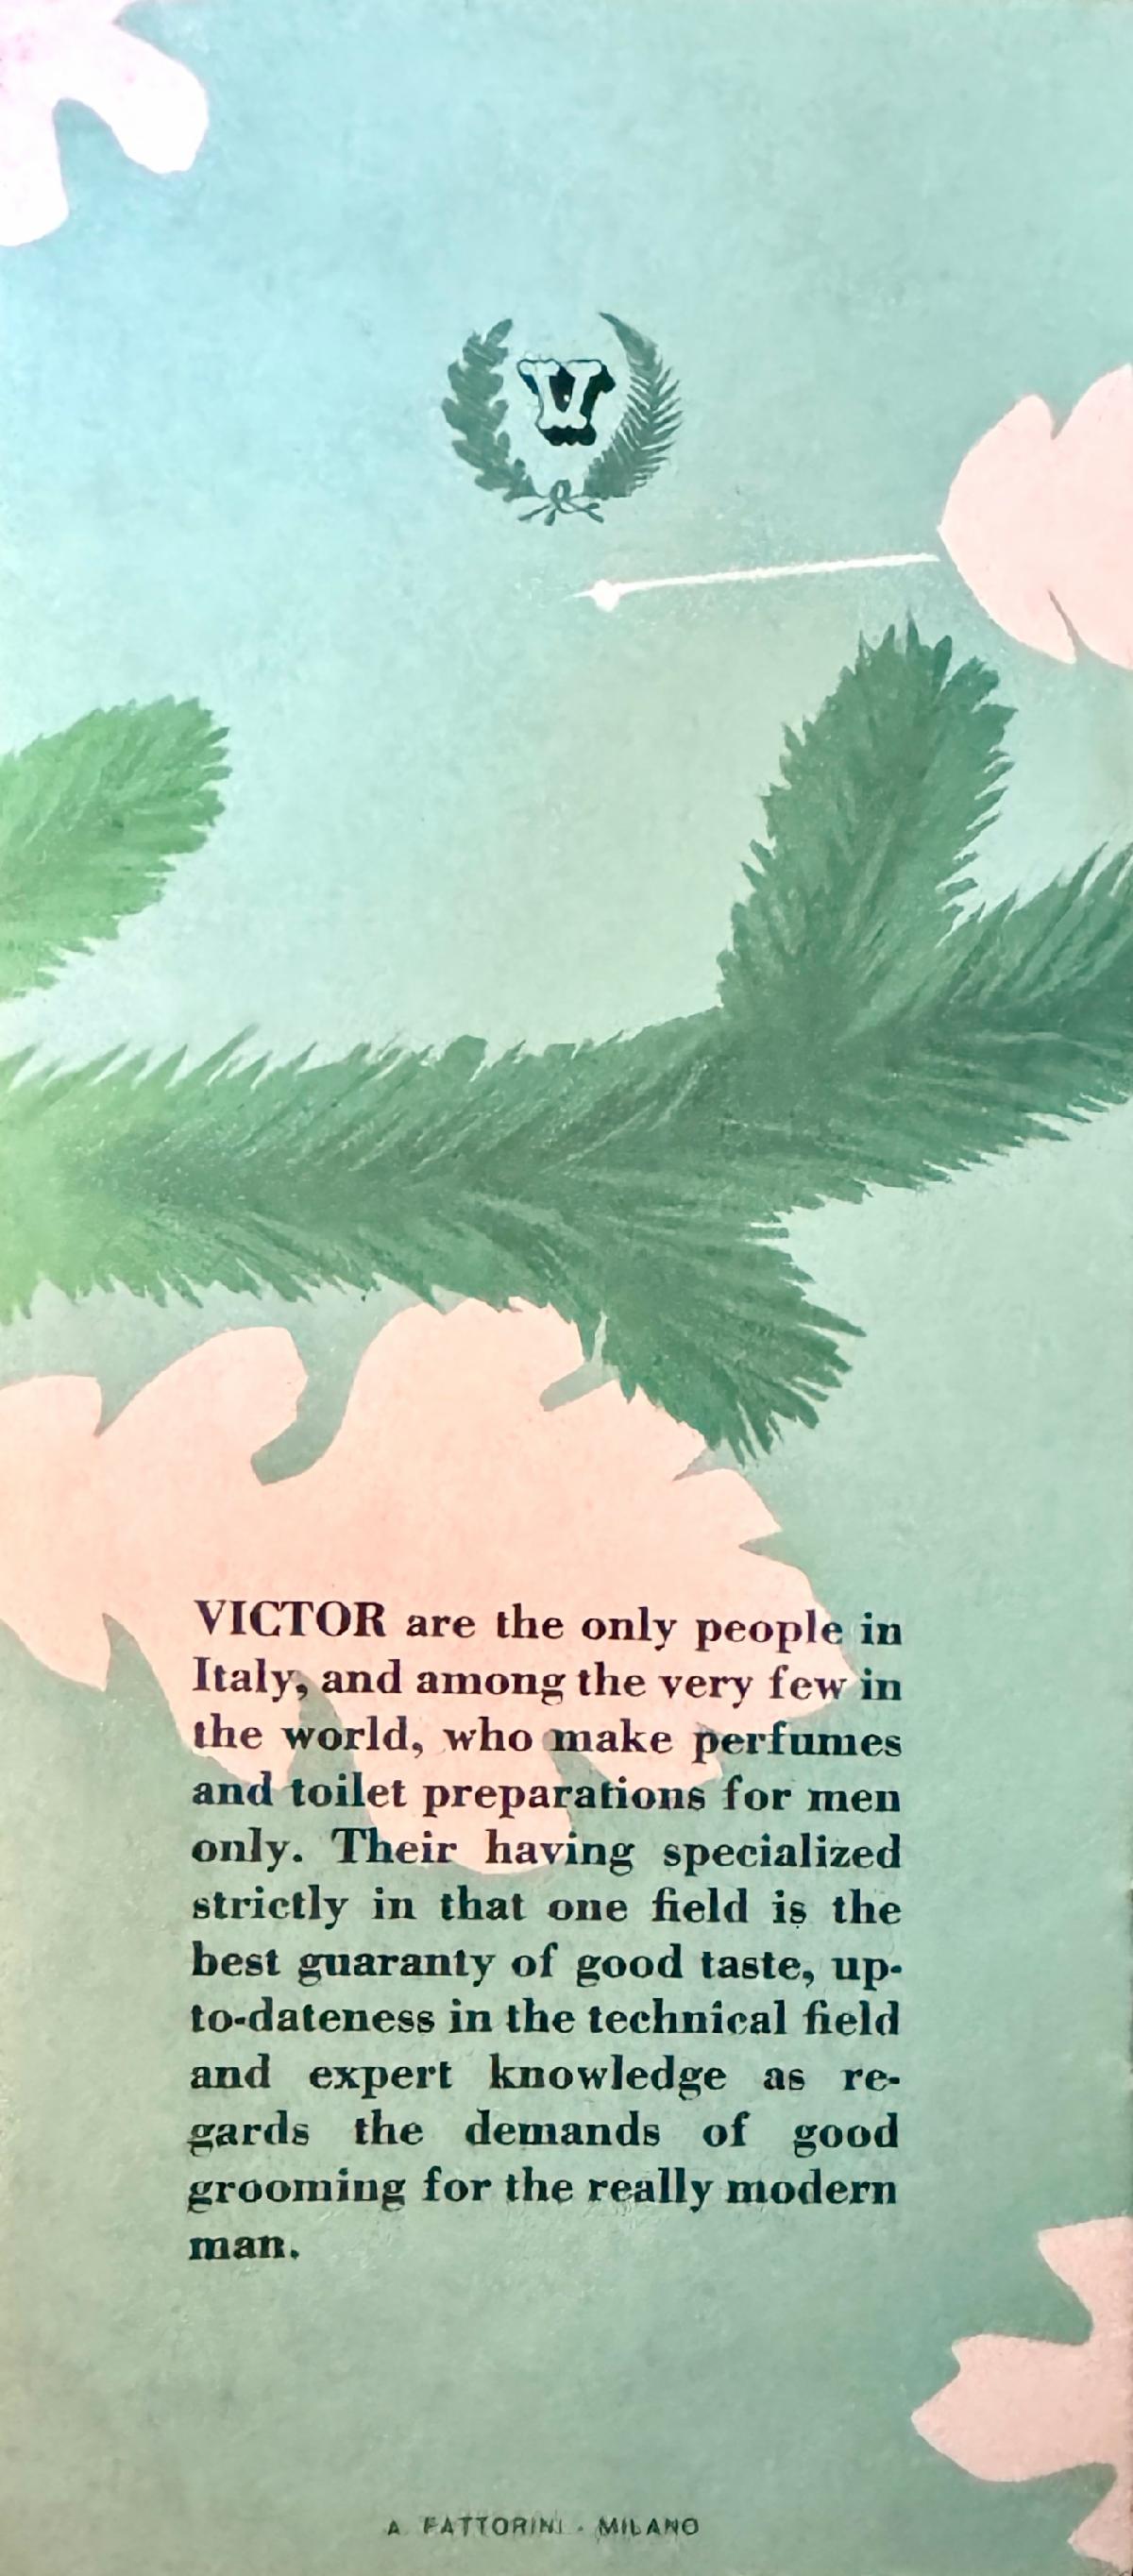 V
VICTOR are the only people in
Italy, and among the very few in
the world, who make perfumes
and toilet preparations for men
only. Their having specialized
strictly in that one field is the
best guaranty of good taste, up-
to-dateness in the technical field
and expert knowledge as re-
gards the demands of good
grooming for the really modern
man.
A. FATTORINI - MILANO